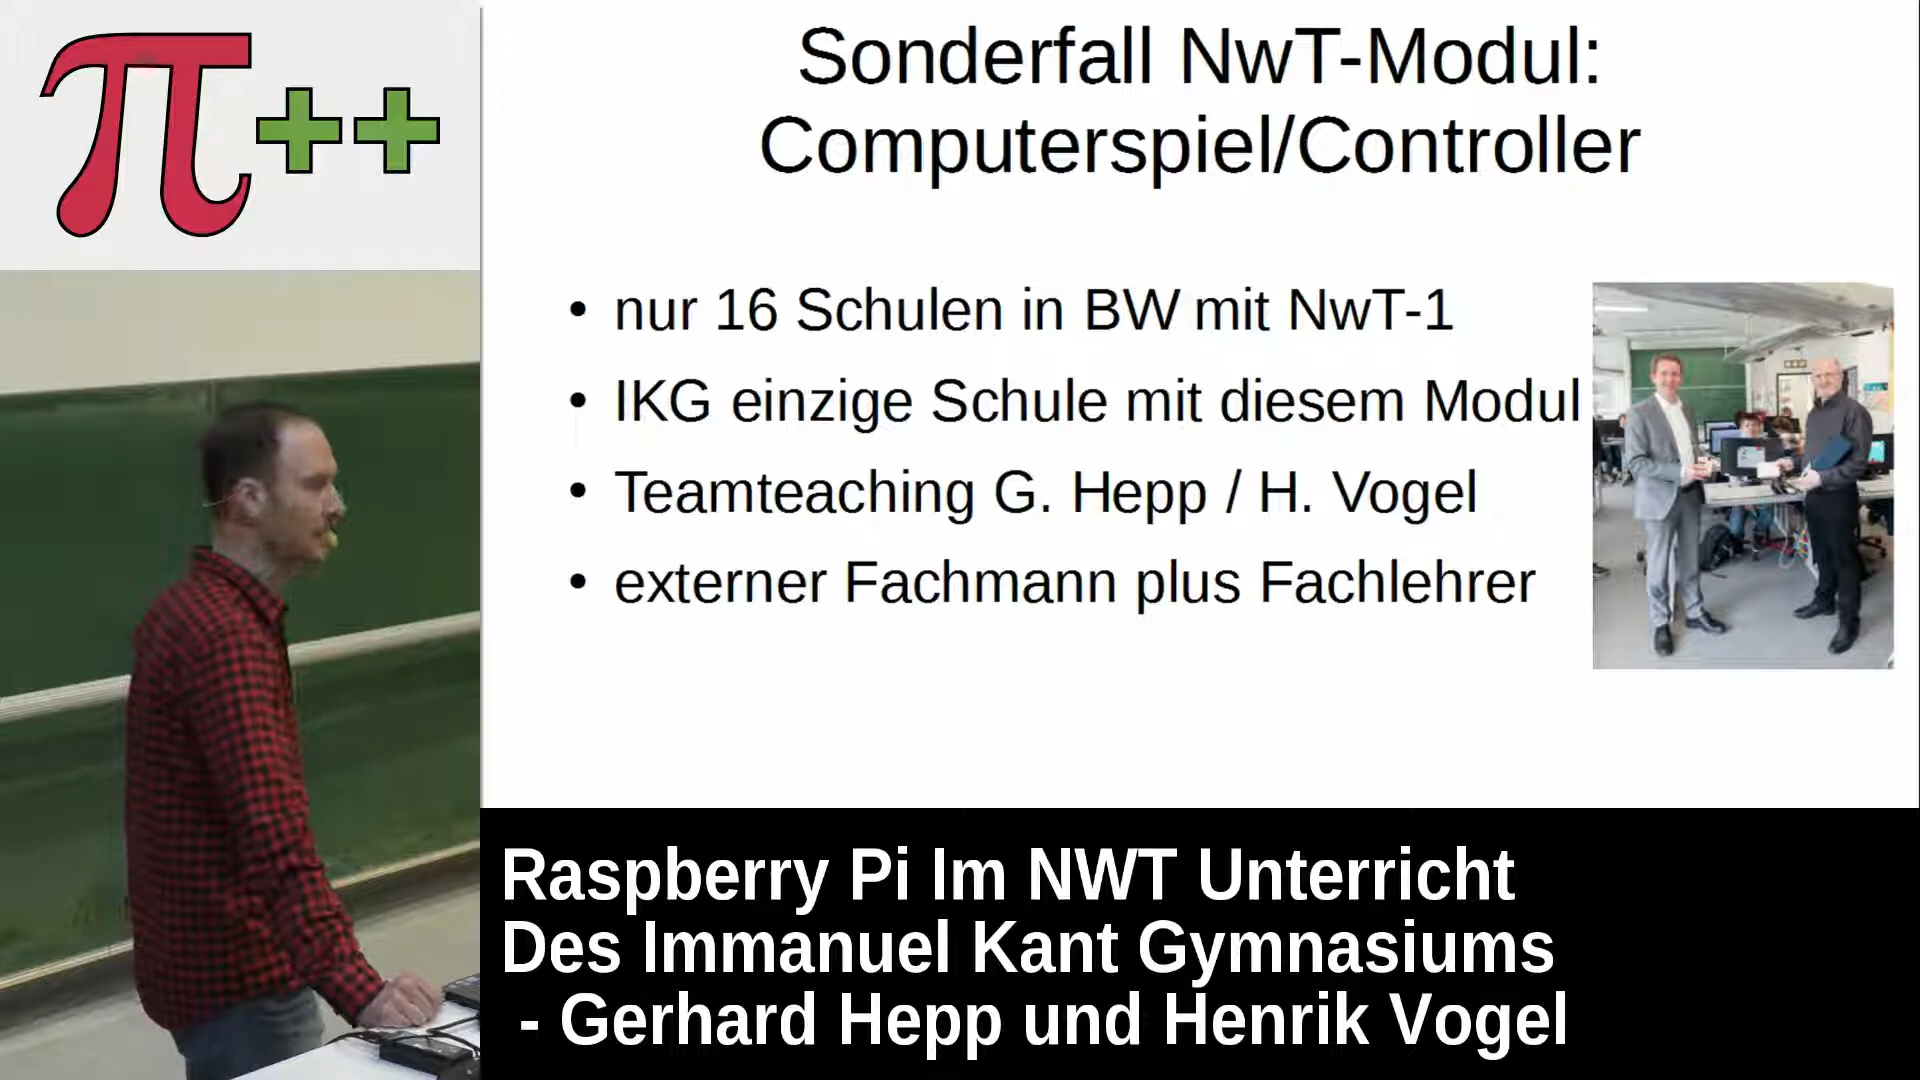 π++
Sonderfall NwT-Modul:
Computerspiel/Controller
• nur 16 Schulen in BW mit NwT-1
• IKG einzige Schule mit diesem Modul
• Teamteaching G. Hepp / H. Vogel
• externer Fachmann plus Fachlehrer
Raspberry Pi Im NWT Unterricht
Des Immanuel Kant Gymnasiums
- Gerhard Hepp und Henrik Vogel